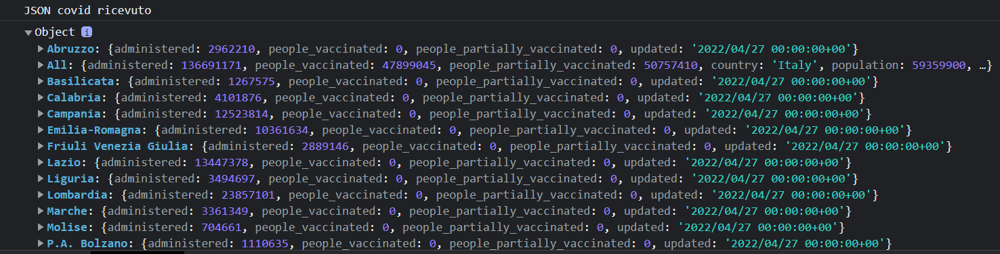 JSON covid ricevuto
Object i
Abruzzo: {administered: 2962210, people_vaccinated: 0, people_partially_vaccinated: 0, updated: '2022/04/27 00:00:00+00'}
All: {administered: 136691171, people_vaccinated: 47899045, people_partially_vaccinated: 50757410, country: 'Italy', population: 59359900, …}
Basilicata: {administered: 1267575, people_vaccinated: 0, people_partially_vaccinated: 0, updated: '2022/04/27 00:00:00+00'}
Calabria: {administered: 4101876, people_vaccinated: 0, people_partially_vaccinated: 0, updated: '2022/04/27 00:00:00+00'}
Campania: {administered: 12523814, people_vaccinated: 0, people_partially_vaccinated: 0, updated: '2022/04/27 00:00:00+00'}
Emilia-Romagna: {administered: 10361634, people_vaccinated: 0, people_partially_vaccinated: 0, updated: '2022/04/27 00:00:00+00'}
Friuli Venezia Giulia: {administered: 2889146, people_vaccinated: 0, people_partially_vaccinated: 0, updated: '2022/04/27 00:00:00+00'}
Lazio: {administered: 13447378, people_vaccinated: 0, people_partially_vaccinated: 0, updated: '2022/04/27 00:00:00+00'}
Liguria: {administered: 3494697, people_vaccinated: 0, people_partially_vaccinated: 0, updated: '2022/04/27 00:00:00+00'}
Lombardia: {administered: 23857101, people_vaccinated: 0, people_partially_vaccinated: 0, updated: '2022/04/27 00:00:00+00'}
Marche: {administered: 3361349, people_vaccinated: 0, people_partially_vaccinated: 0, updated: '2022/04/27 00:00:00+00'}
Molise: {administered: 704661, people_vaccinated: 0, people_partially_vaccinated: 0, updated: '2022/04/27 00:00:00+00'}
P.A. Bolzano: {administered: 1110635, people_vaccinated: 0, people_partially_vaccinated: 0, updated: '2022/04/27 00:00:00+00'}